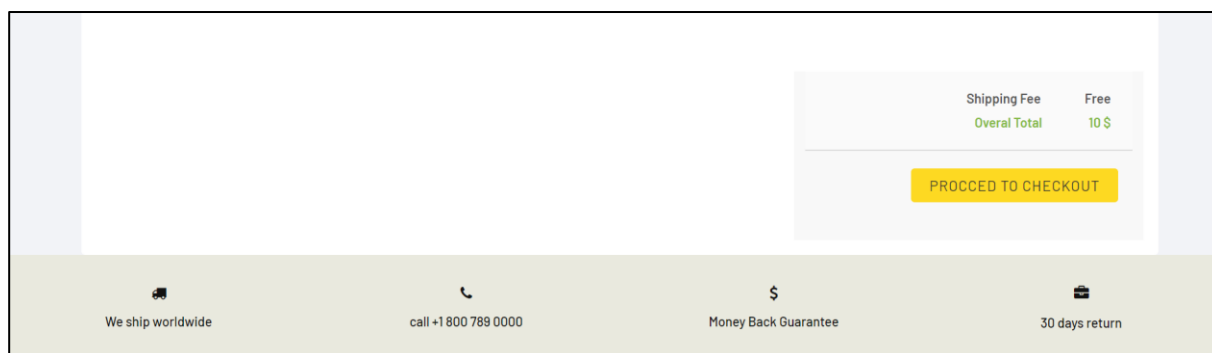 Shipping Fee Free
Overal Total 10 $
PROCCED TO CHECKOUT
$
We ship worldwide
call +1 800 789 0000
Money Back Guarantee
30 days return